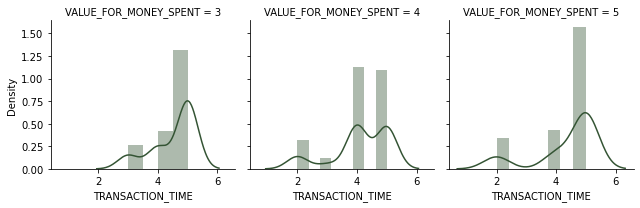 VALUE_FOR_MONEY_SPENT = 3 VALUE_FOR_MONEY_SPENT = 4 VALUE_FOR_MONEY_SPENT = 5
1.50
1.25
1.00
0.75
0.50
0.25
0.00
Density
2 4 6 2 4 6 2 4 6
TRANSACTION_TIME TRANSACTION_TIME TRANSACTION_TIME